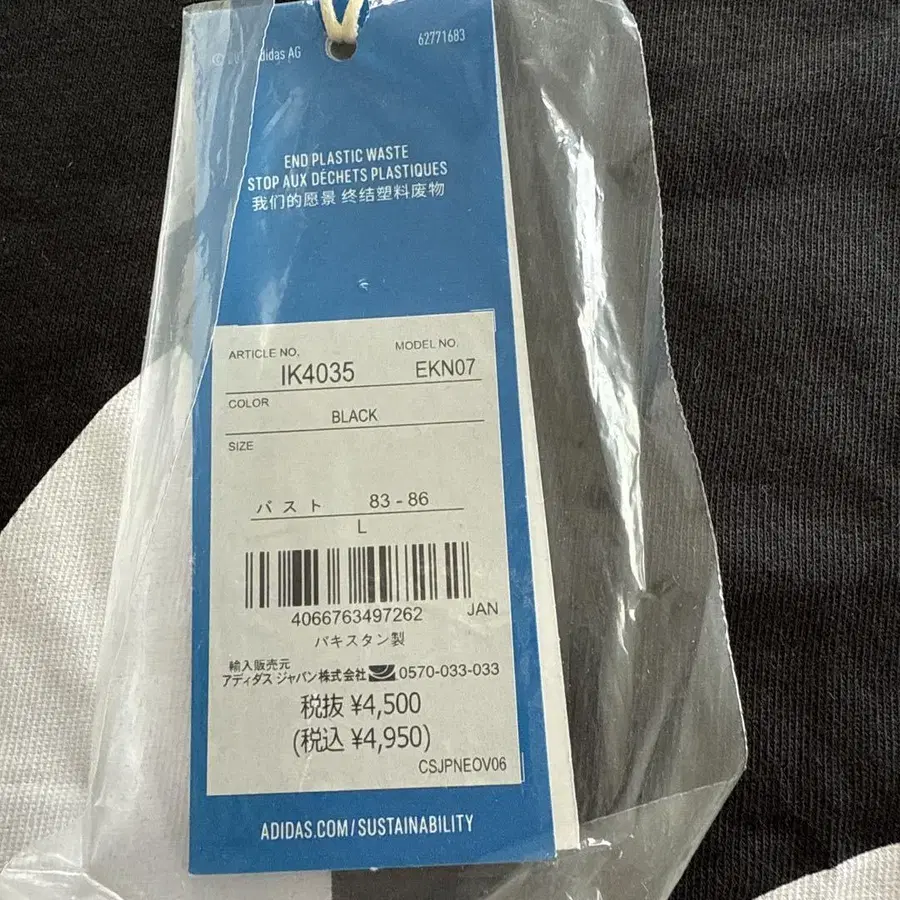 adidas AG
62771683
END PLASTIC WASTE
STOP AUX DÉCHETS PLASTIQUES
我们的愿景 终结塑料废物
ARTICLE NO.
MODEL NO.
IK4035
EKN07
COLOR
BLACK
SIZE
バスト 83 - 86
L
4066763497262 JAN
パキスタン製
輸入販売元
アディダス ジャパン株式会社 0570-033-033
税抜 ¥4,500
(税込 ¥4,950)
CSJPNEOV06
ADIDAS.COM/SUSTAINABILITY